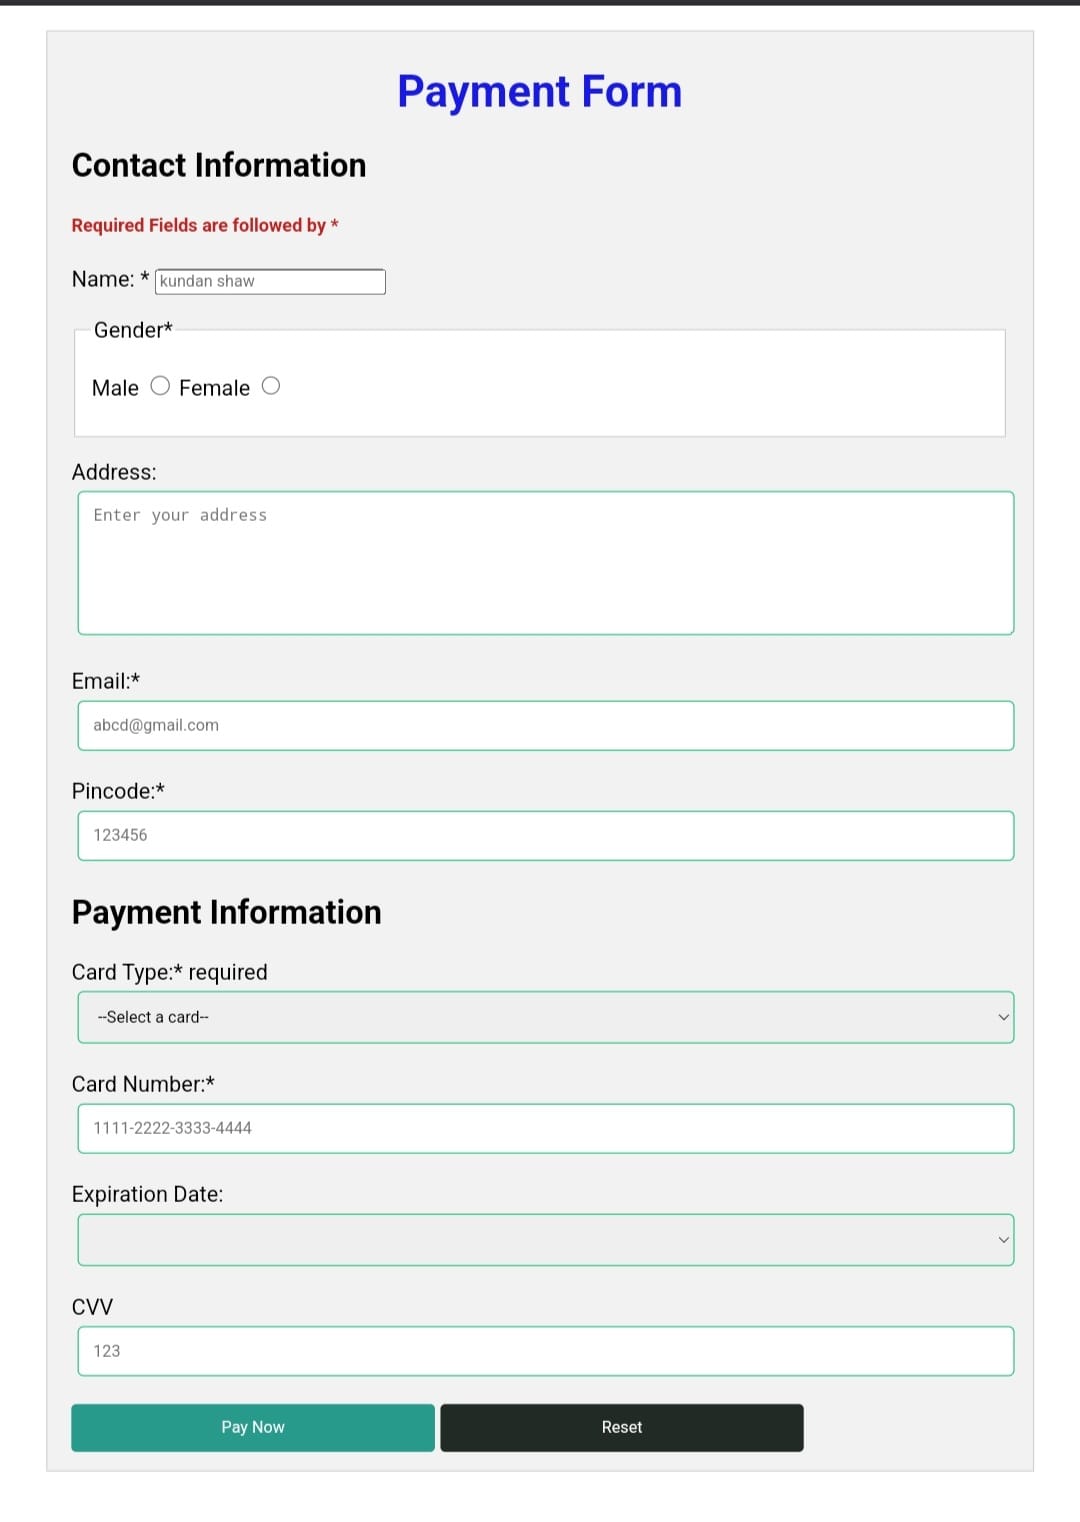 Payment Form
Contact Information
Required Fields are followed by *
Name: * kundan shaw
Gender*
Male Female
Address:
Enter your address
Email:*
abcd@gmail.com
Pincode:*
123456
Payment Information
Card Type:* required
--Select a card--
Card Number:*
1111-2222-3333-4444
Expiration Date:
CVV
123
Pay Now Reset